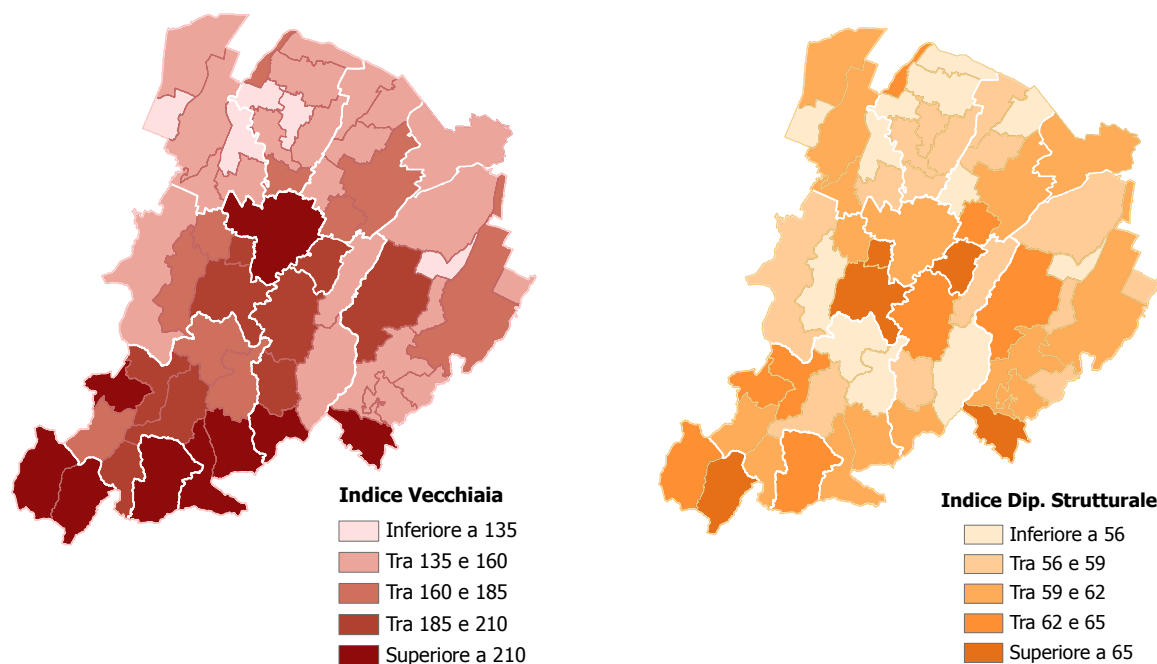 Indice Vecchiaia
Inferiore a 135
Tra 135 e 160
Tra 160 e 185
Tra 185 e 210
Superiore a 210
Indice Dip. Strutturale
Inferiore a 56
Tra 56 e 59
Tra 59 e 62
Tra 62 e 65
Superiore a 65